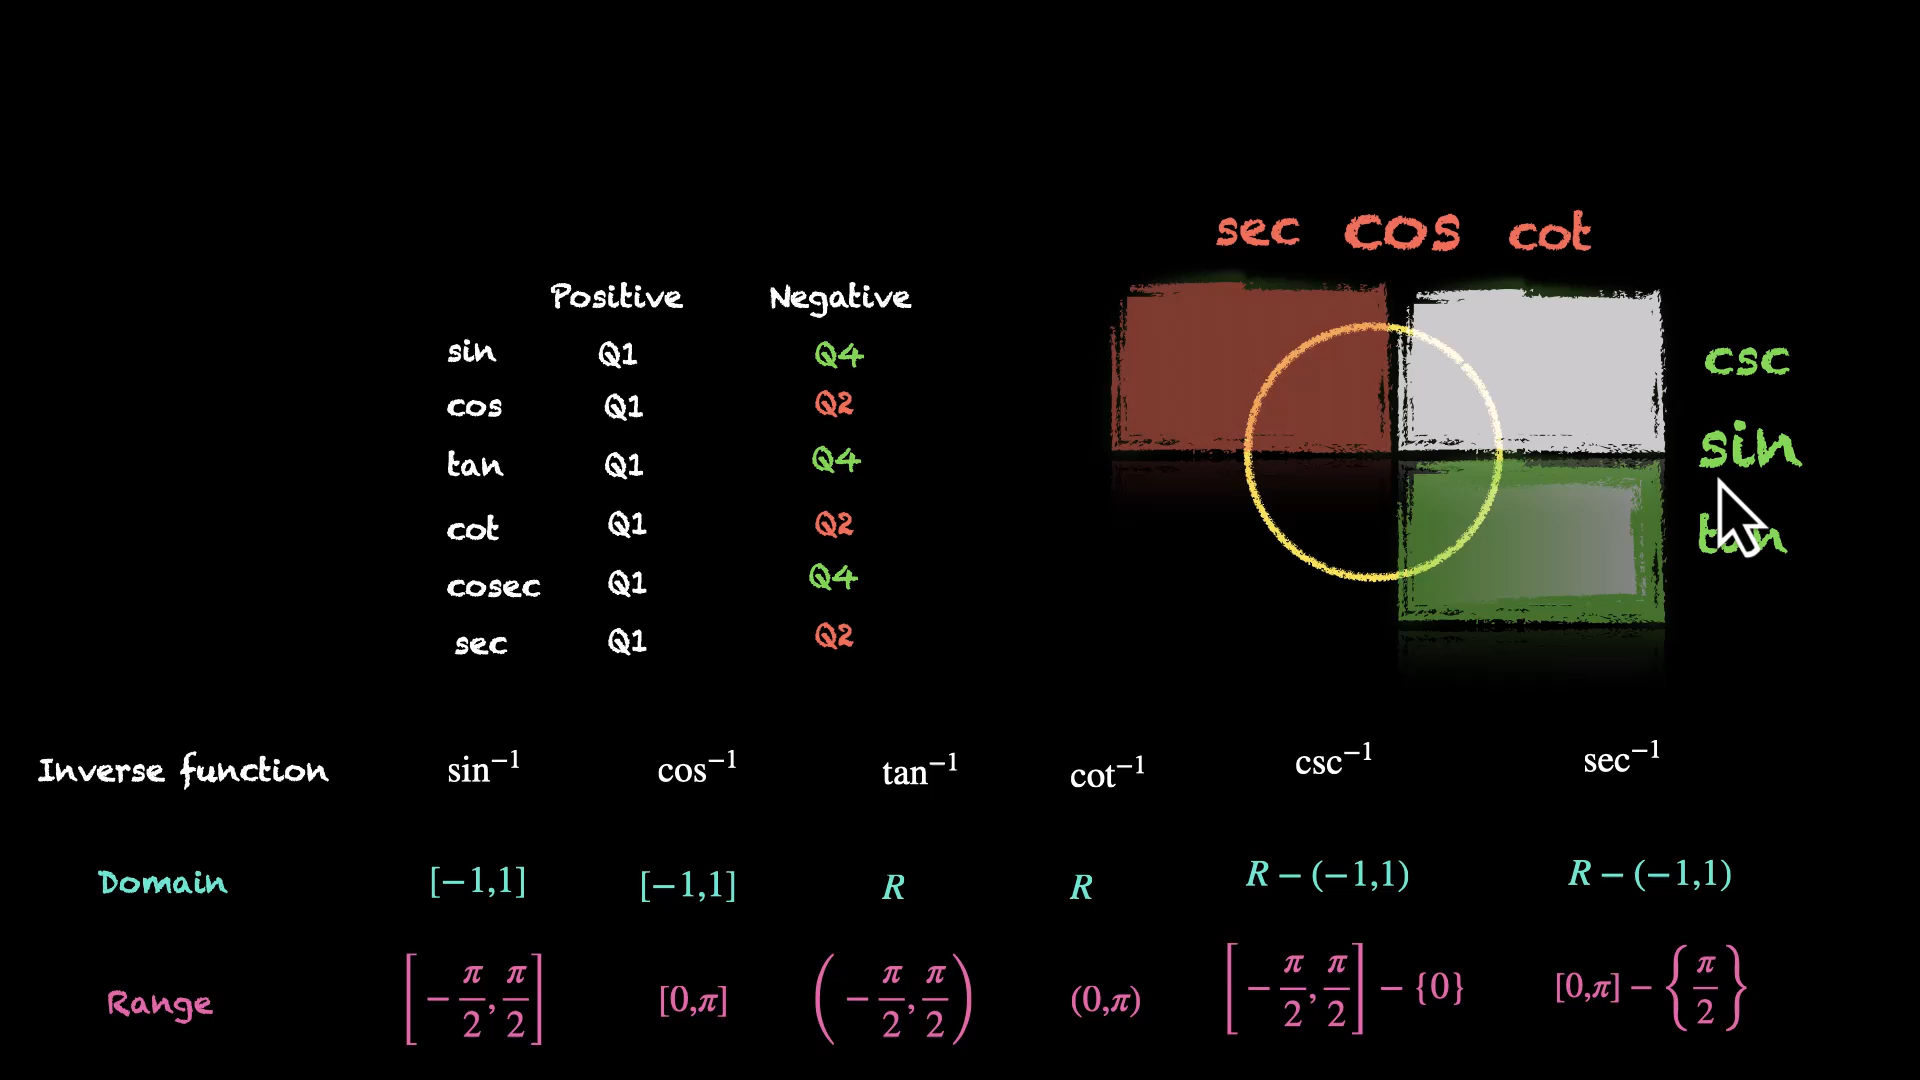 sec cos cot
Positive Negative
sin Q1 Q4
cos Q1 Q2
tan Q1 Q4
cot Q1 Q2
cosec Q1 Q4
sec Q1 Q2
csc
sin
tan
Inverse function sin⁻¹ cos⁻¹ tan⁻¹ cot⁻¹ csc⁻¹ sec⁻¹
Domain [−1,1] [−1,1] R R R − (−1,1) R − (−1,1)
Range [−π/2, π/2] [0,π] (−π/2, π/2) (0,π) [−π/2, π/2] − {0} [0,π] − {π/2}